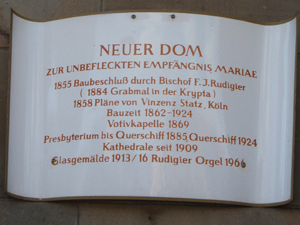 NEUER DOM
ZUR UNBEFLECKTEN EMPFÄNGNIS MARIAE
1855 Baubeschluß durch Bischof F.J. Rudigier
( 1884 Grabmal in der Krypta )
1858 Pläne von Vinzenz Statz, Köln
Bauzeit 1862-1924
Votivkapelle 1869
Presbyterium bis Querschiff 1885, Querschiff 1924
Kathedrale seit 1909
Glasgemälde 1913/16 Rudigier Orgel 1968